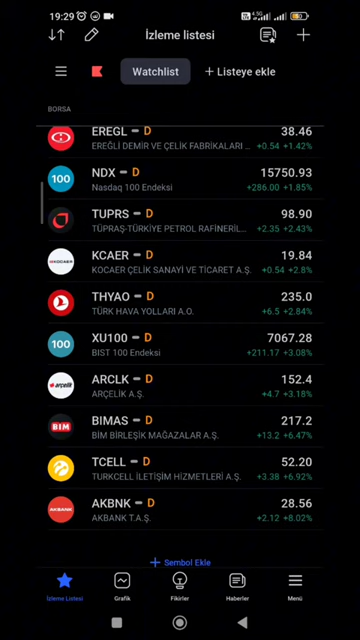 19:29
İzleme listesi
Watchlist
+ Listeye ekle
BORSA
EREGL D 38.46
EREĞLİ DEMİR VE ÇELİK FABRİKALARI ... +0.54 +1.42%
100 NDX D 15750.93
Nasdaq 100 Endeksi +286.00 +1.85%
TUPRS D 98.90
TÜPRAŞ-TÜRKİYE PETROL RAFİNERİL... +2.35 +2.43%
KOCAER KCAER D 19.84
KOCAER ÇELİK SANAYİ VE TİCARET A.Ş. +0.54 +2.8%
THYAO D 235.0
TÜRK HAVA YOLLARI A.O. +6.5 +2.84%
100 XU100 D 7067.28
BIST 100 Endeksi +211.17 +3.08%
arçelik ARCLK D 152.4
ARÇELİK A.Ş. +4.7 +3.18%
BİM BIMAS D 217.2
BİM BİRLEŞİK MAĞAZALAR A.Ş. +13.2 +6.47%
TCELL D 52.20
TURKCELL İLETİŞİM HİZMETLERİ A.Ş. +3.38 +6.92%
AKBANK AKBNK D 28.56
AKBANK T.A.Ş. +2.12 +8.02%
+ Sembol Ekle
İzleme Listesi Grafik Fikirler Haberler Menü